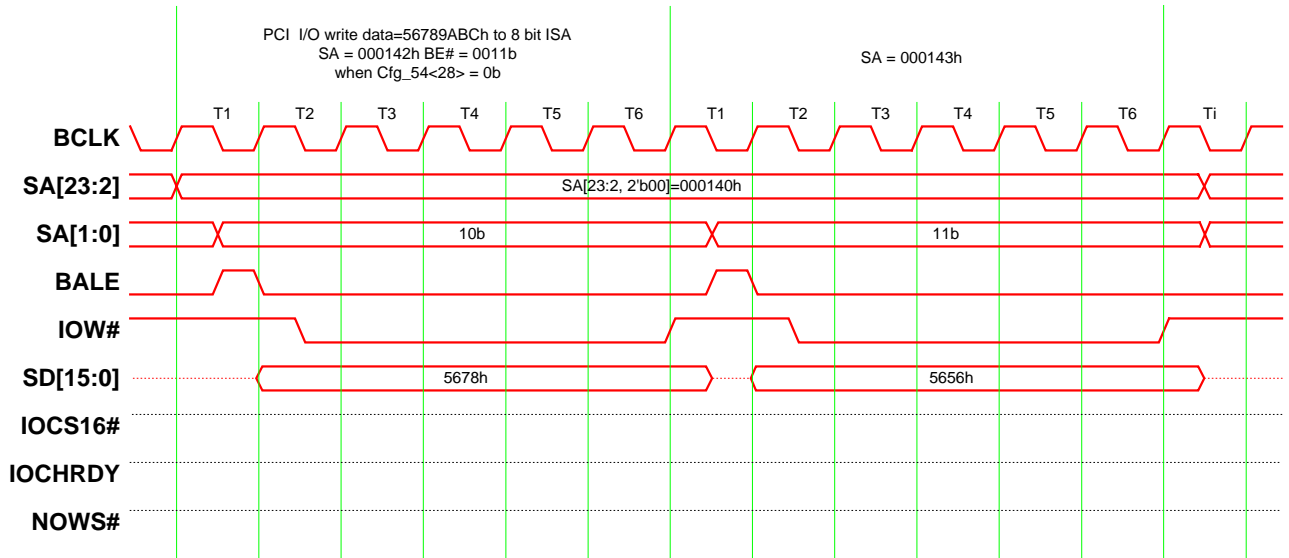 PCI I/O write data=56789ABCh to 8 bit ISA
SA = 000142h BE# = 0011b
when Cfg_54<28> = 0b
SA = 000143h
T1 T2 T3 T4 T5 T6 T1 T2 T3 T4 T5 T6 Ti
BCLK
SA[23:2] SA[23:2, 2'b00]=000140h
SA[1:0] 10b 11b
BALE
IOW#
SD[15:0] 5678h 5656h
IOCS16#
IOCHRDY
NOWS#